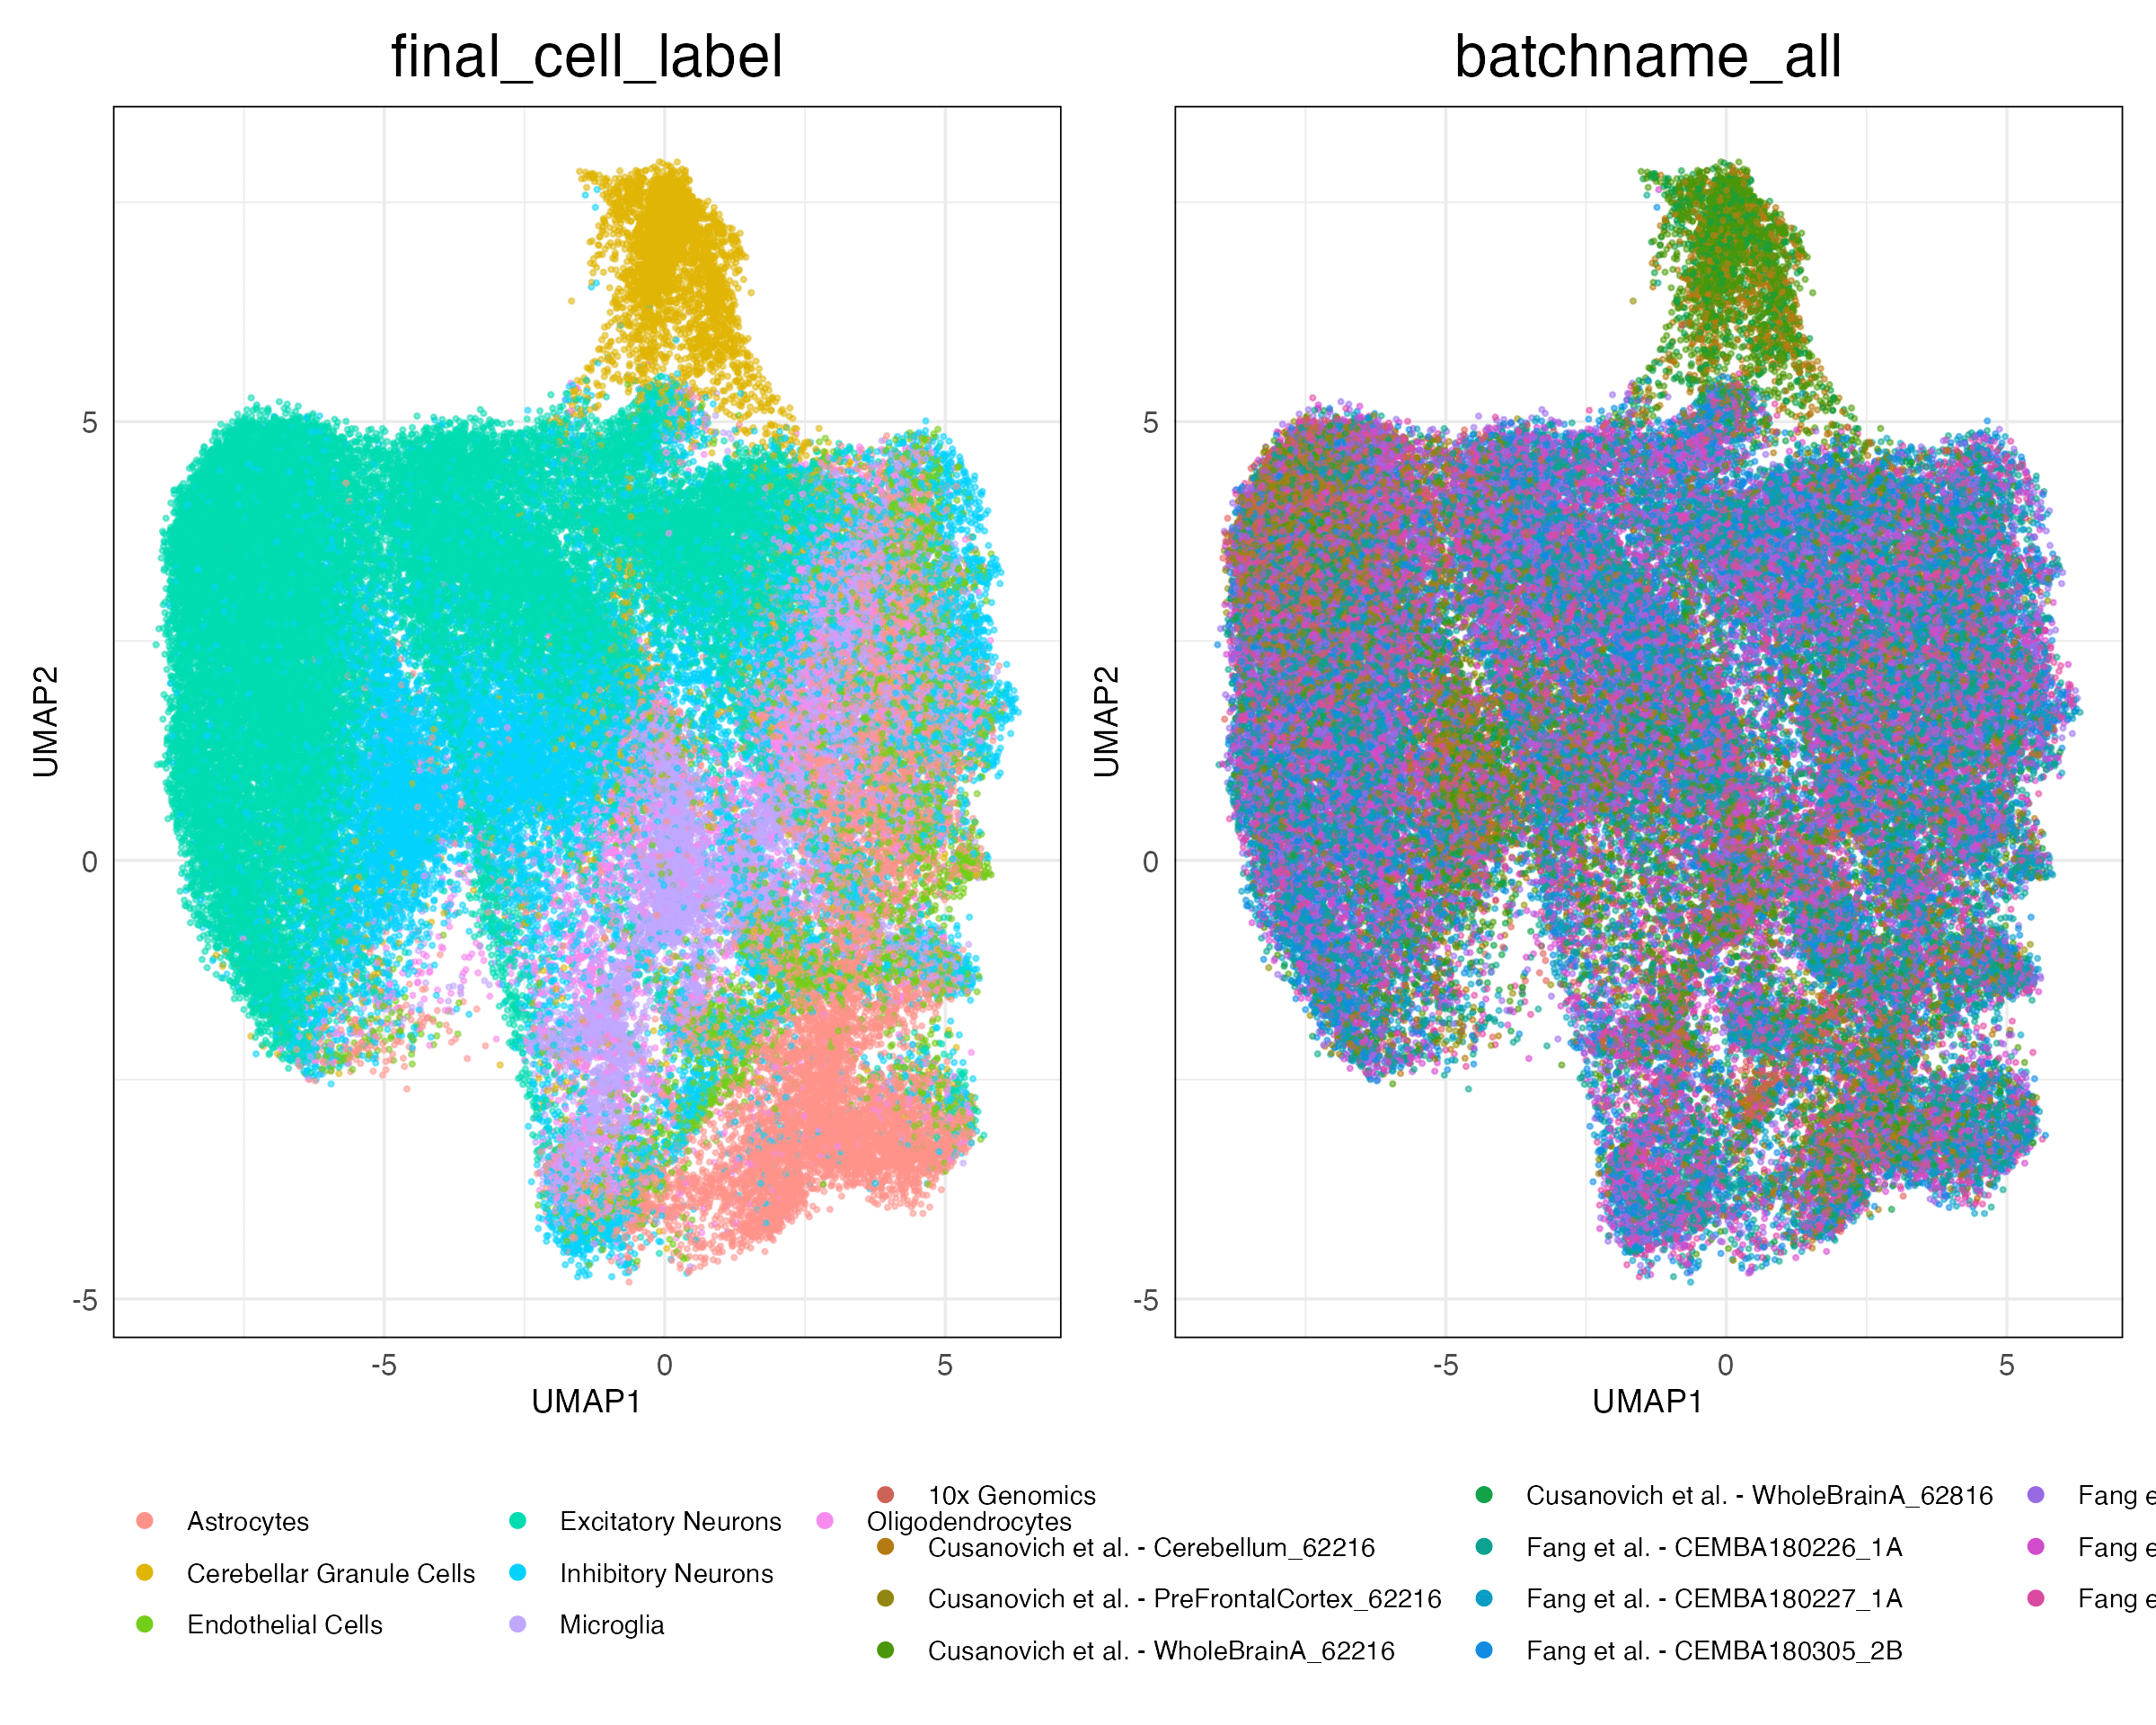 final_cell_label
batchname_all
UMAP2
5
0
-5
-5
0
5
UMAP1
UMAP2
5
0
-5
-5
0
5
UMAP1
Astrocytes
Cerebellar Granule Cells
Endothelial Cells
Excitatory Neurons
Inhibitory Neurons
Microglia
Oligodendrocytes
10x Genomics
Cusanovich et al. - Cerebellum_62216
Cusanovich et al. - PreFrontalCortex_62216
Cusanovich et al. - WholeBrainA_62216
Cusanovich et al. - WholeBrainA_62816
Fang et al. - CEMBA180226_1A
Fang et al. - CEMBA180227_1A
Fang et al. - CEMBA180305_2B
Fang
Fang
Fang